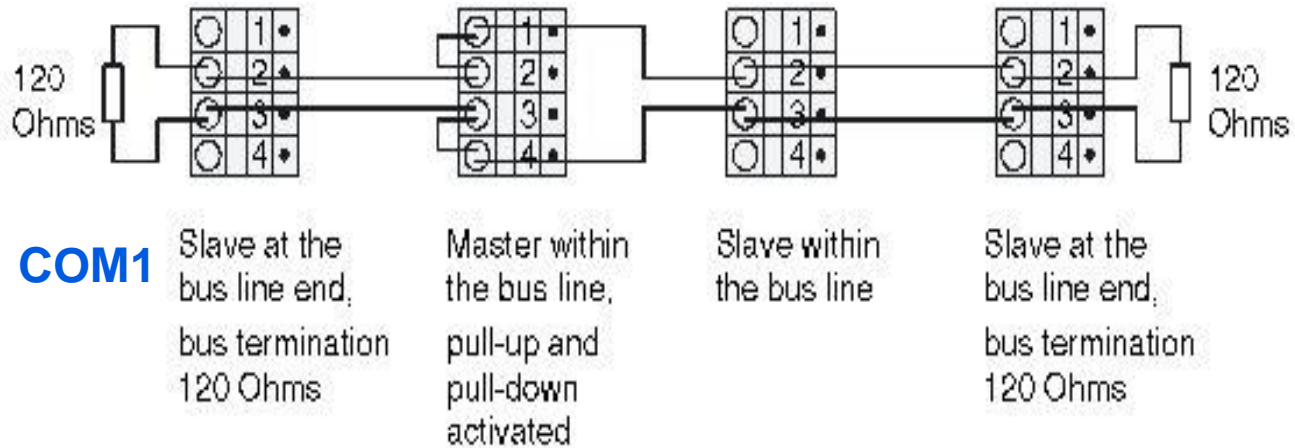 120
Ohms
1
2
3
4
1
2
3
4
1
2
3
4
1
2
3
4
120
Ohms
COM1
Slave at the
bus line end,
bus termination
120 Ohms
Master within
the bus line,
pull-up and
pull-down
activated
Slave within
the bus line
Slave at the
bus line end,
bus termination
120 Ohms